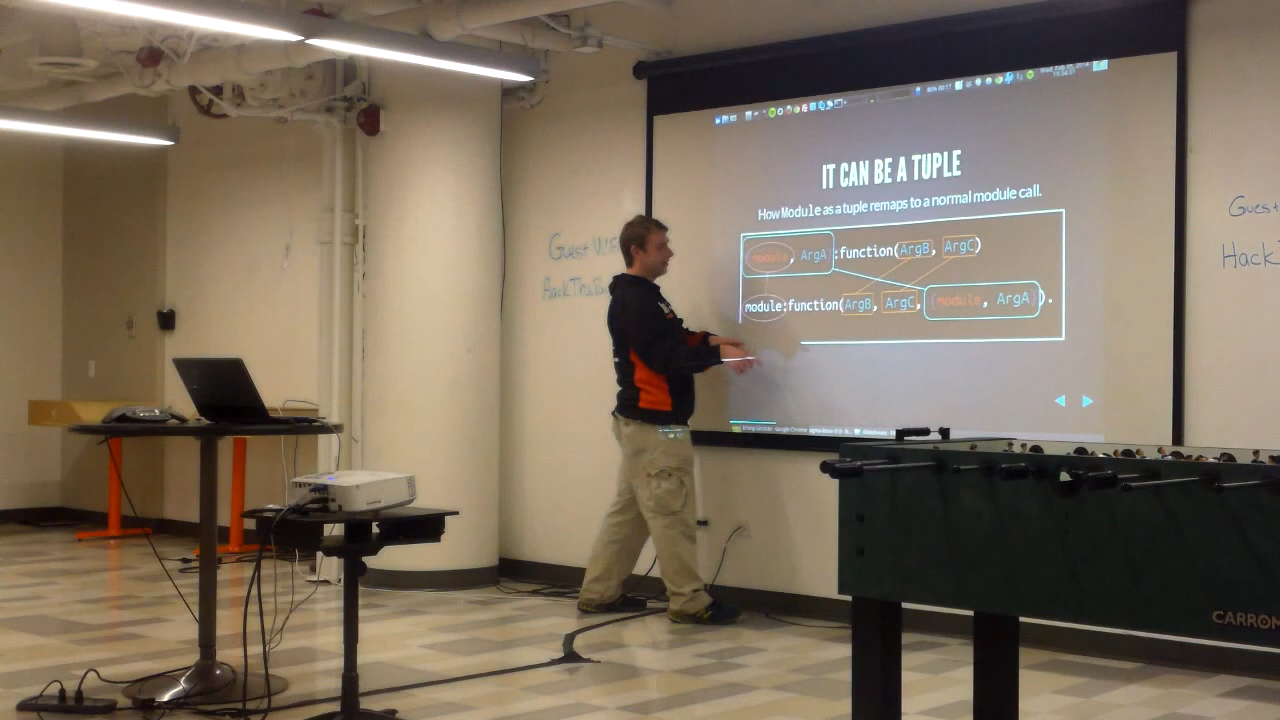 IT CAN BE A TUPLE
How Module as a tuple remaps to a normal module call.
{module, ArgA}:function(ArgB, ArgC)
module:function(ArgB, ArgC, {module, ArgA}).
Guest
Guest
Hack
CARROM